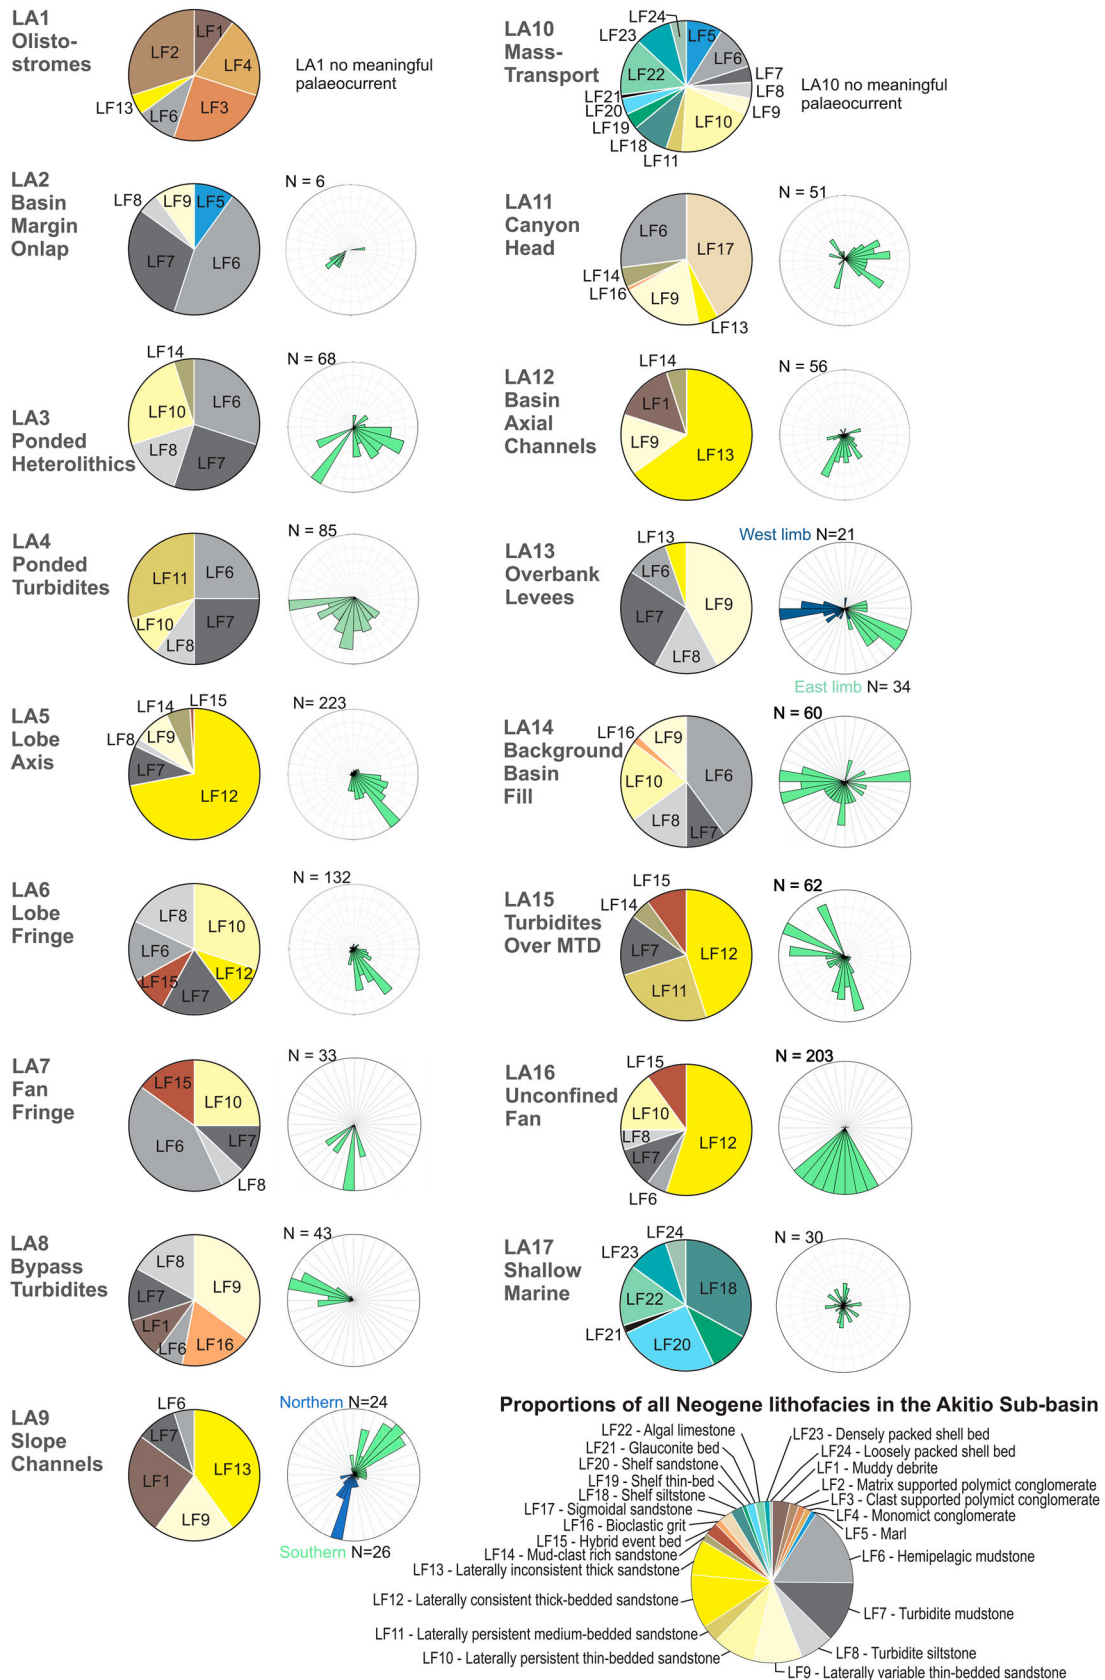 LA1
Olisto-
stromes
LF1
LF2
LF4
LF3
LF6
LF13
LA1 no meaningful
palaeocurrent
LA2
Basin
Margin
Onlap
LF8
LF9
LF5
LF7
LF6
N = 6
LA3
Ponded
Heterolithics
LF14
LF10
LF6
LF8
LF7
N = 68
LA4
Ponded
Turbidites
LF11
LF6
LF10
LF8
LF7
N = 85
LA5
Lobe
Axis
LF14
LF15
LF8
LF9
LF7
LF12
N= 223
LA6
Lobe
Fringe
LF8
LF10
LF6
LF15
LF7
LF12
N = 132
LA7
Fan
Fringe
LF15
LF10
LF6
LF7
LF8
N = 33
LA8
Bypass
Turbidites
LF8
LF9
LF7
LF1
LF6
LF16
N = 43
LA9
Slope
Channels
LF6
LF7
LF13
LF1
LF9
Northern N=24
Southern N=26
LA10
Mass-
Transport
LF24
LF23
LF5
LF6
LF22
LF7
LF8
LF21
LF20
LF9
LF19
LF10
LF18
LF11
LA10 no meaningful
palaeocurrent
LA11
Canyon
Head
LF6
LF17
LF14
LF16
LF9
LF13
N = 51
LA12
Basin
Axial
Channels
LF14
LF1
LF9
LF13
N = 56
LA13
Overbank
Levees
LF13
LF6
LF9
LF7
LF8
West limb N=21
East limb N= 34
LA14
Background
Basin
Fill
LF16
LF9
LF6
LF10
LF8
LF7
N = 60
LA15
Turbidites
Over MTD
LF15
LF14
LF7
LF12
LF11
N = 62
LA16
Unconfined
Fan
LF15
LF10
LF8
LF12
LF7
LF6
N = 203
LA17
Shallow
Marine
LF24
LF23
LF18
LF22
LF21
LF20
N = 30
Proportions of all Neogene lithofacies in the Akitio Sub-basin
LF22 - Algal limestone
LF21 - Glauconite bed
LF20 - Shelf sandstone
LF19 - Shelf thin-bed
LF18 - Shelf siltstone
LF17 - Sigmoidal sandstone
LF16 - Bioclastic grit
LF15 - Hybrid event bed
LF14 - Mud-clast rich sandstone
LF13 - Laterally inconsistent thick sandstone
LF12 - Laterally consistent thick-bedded sandstone
LF11 - Laterally persistent medium-bedded sandstone
LF10 - Laterally persistent thin-bedded sandstone
LF23 - Densely packed shell bed
LF24 - Loosely packed shell bed
LF1 - Muddy debrite
LF2 - Matrix supported polymict conglomerate
LF3 - Clast supported polymict conglomerate
LF4 - Monomict conglomerate
LF5 - Marl
LF6 - Hemipelagic mudstone
LF7 - Turbidite mudstone
LF8 - Turbidite siltstone
LF9 - Laterally variable thin-bedded sandstone